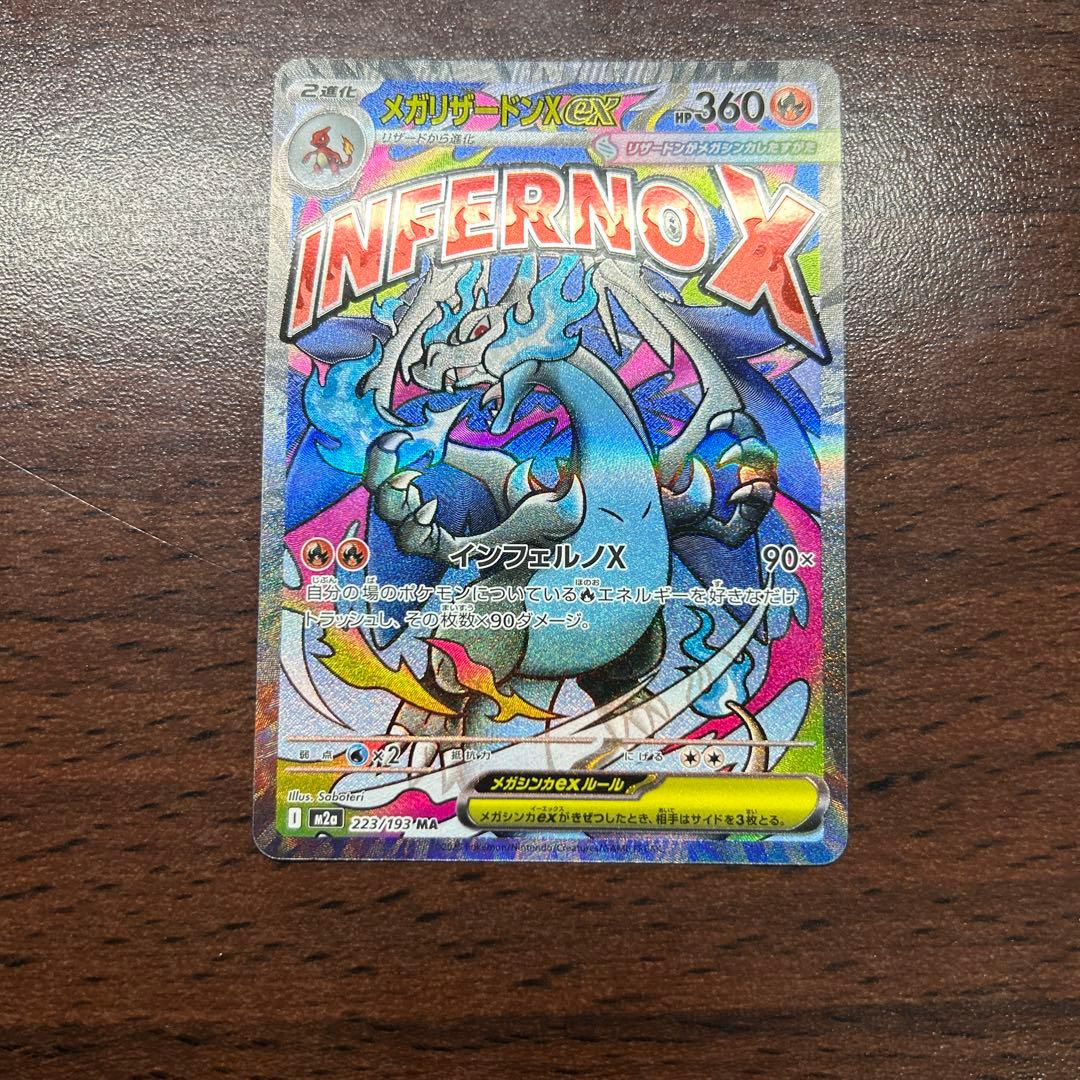 2進化
メガリザードンXex
HP360
リザードから進化
リザードンがメガシンカしたすがた
INFERNO X
インフェルノX 90×
自分の場のポケモンについている エネルギーを好きなだけ
トラッシュし、その枚数×90ダメージ。
弱点 ×2 抵抗力 にげる
Illus. Saboteri
メガシンカexルール
メガシンカexがきぜつしたとき、相手はサイドを3枚とる。
I m2a 223/193 MA
Pokémon/Nintendo/Creatures/GAME FREAK